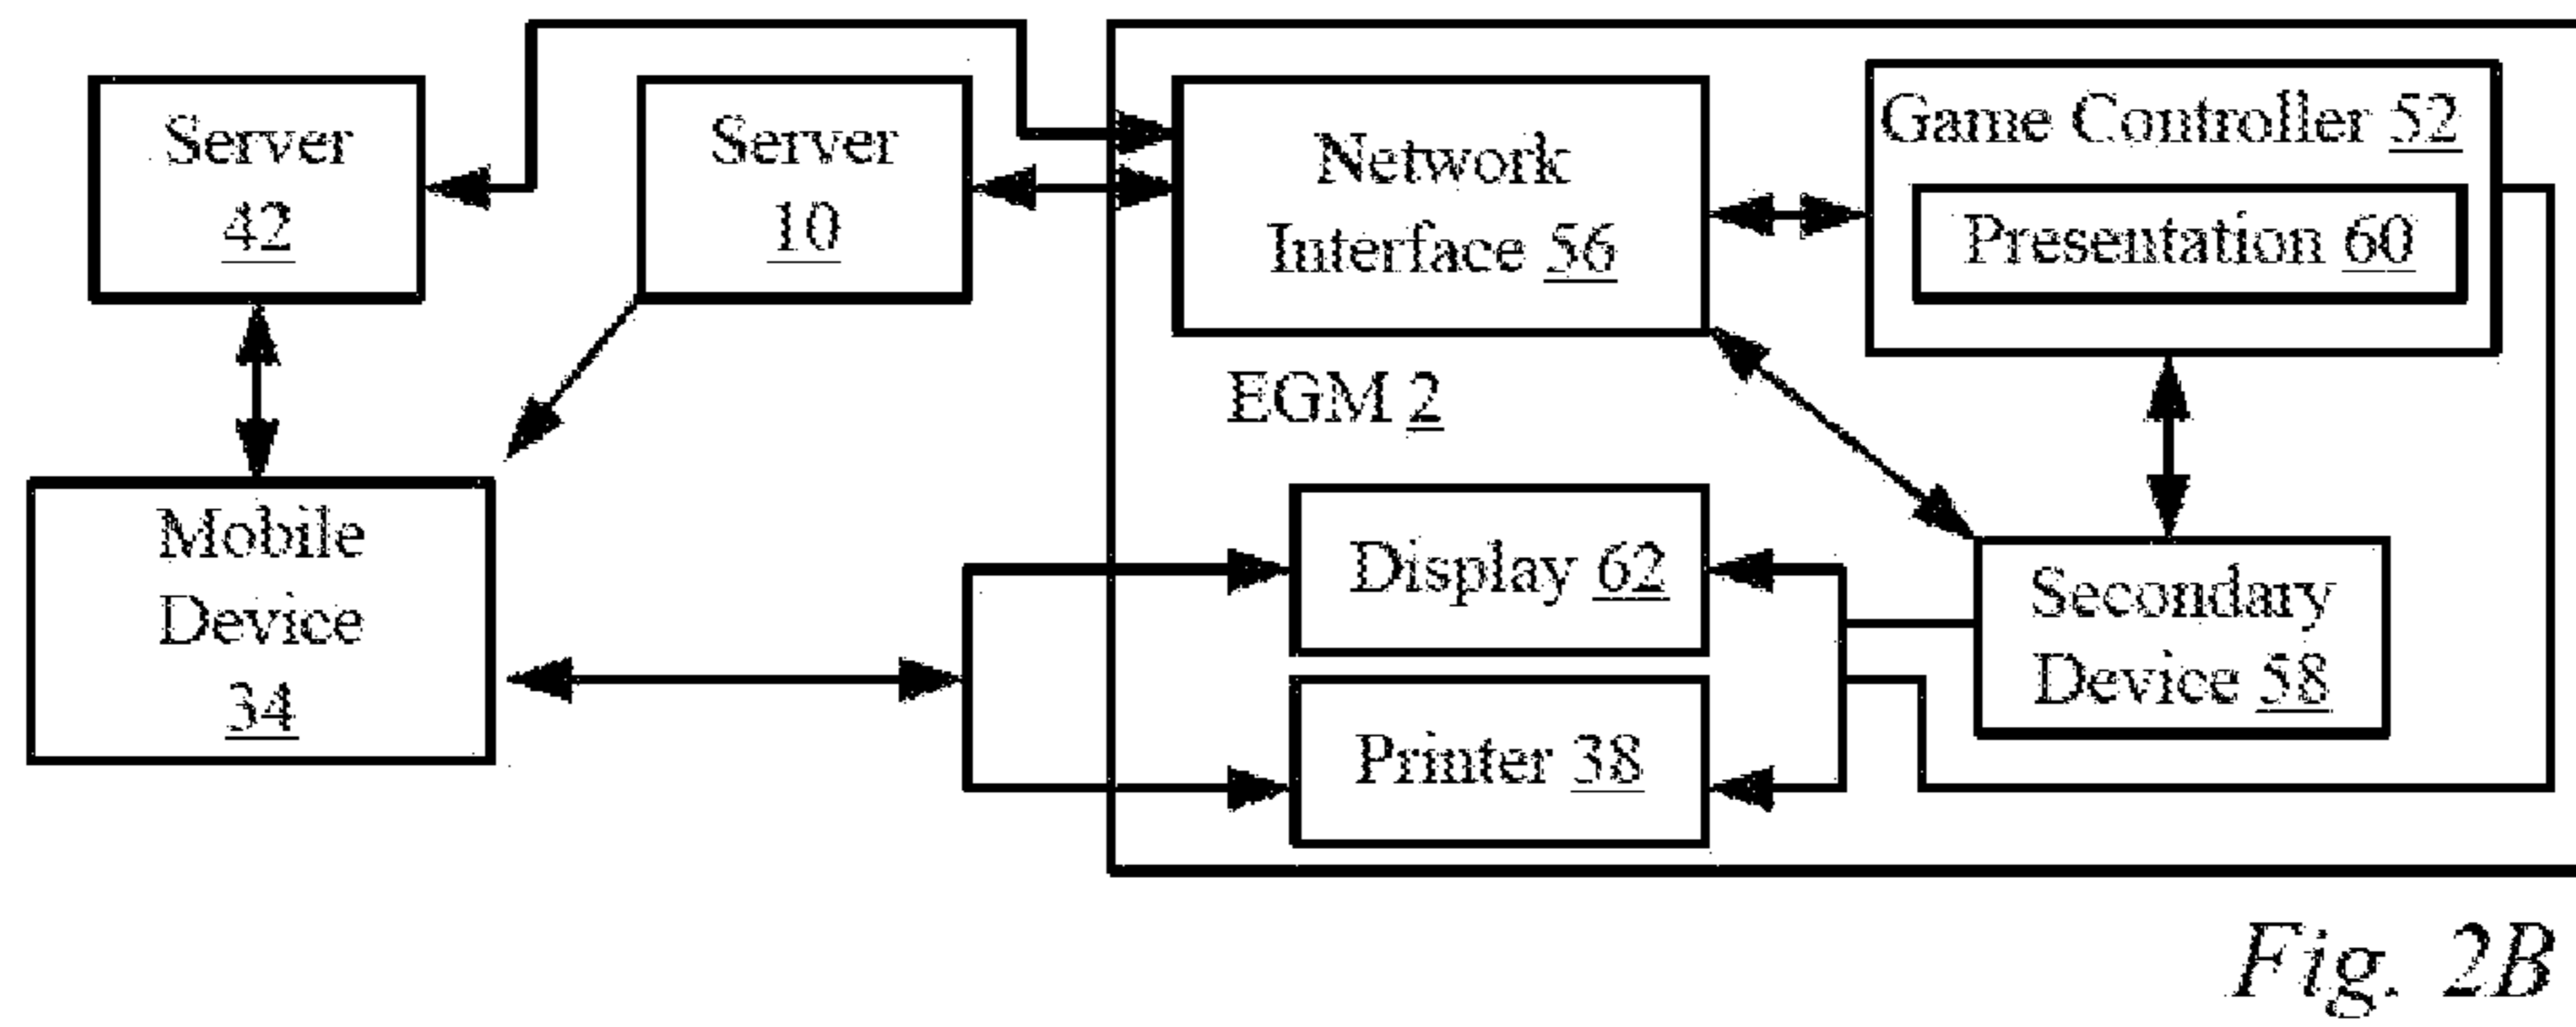 Server
42
Server
10
Network
Interface 56
Game Controller 52
Presentation 60
EGM 2
Mobile
Device
34
Display 62
Printer 38
Secondary
Device 58
Fig. 2B